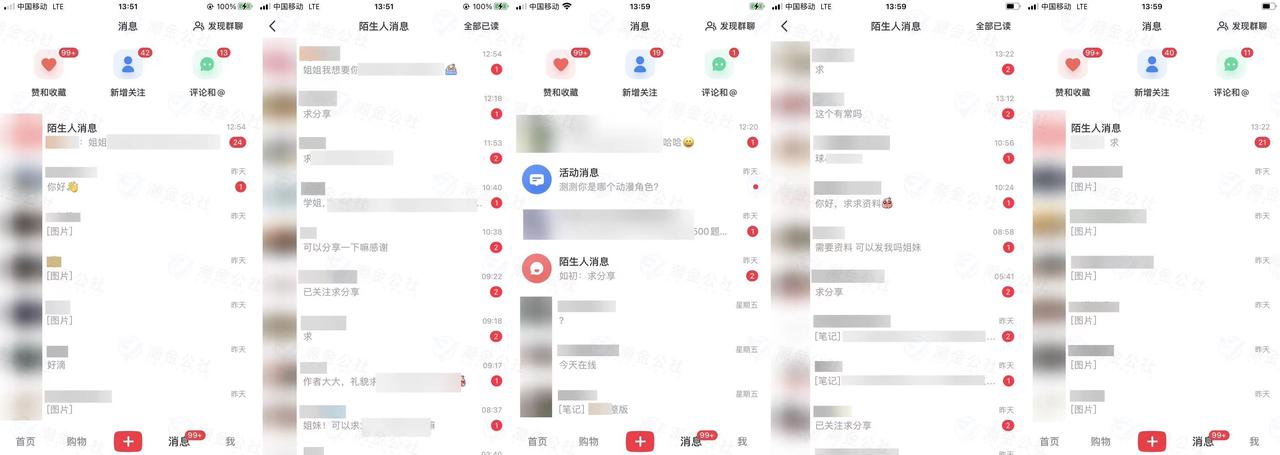 中国移动 LTE 13:51 100%
消息 发现群聊
99+ 42 13
赞和收藏 新增关注 评论和@
陌生人消息 12:54
：姐姐 24
昨天
你好 1
昨天
[图片]
昨天
[图片]
昨天
[图片]
昨天
好滴
昨天
[图片]
首页 购物 消息 99+ 我
中国移动 LTE 13:51 100%
陌生人消息 全部已读
12:54
姐姐我想要你 1
12:18
求分享 1
11:53
求 2
10:40
学姐, 1
10:38
可以分享一下嘛感谢 2
09:22
已关注求分享 2
09:18
求 2
09:17
作者大大，礼貌求 1
08:37
姐妹！可以求 1
03:40
中国移动 13:59
消息 发现群聊
99+ 19 1
赞和收藏 新增关注 评论和@
12:20
哈哈 1
活动消息 昨天
测测你是哪个动漫角色?
昨天
500题... 1
陌生人消息 昨天
如初：求分享 2
星期五
?
星期五
今天在线
星期五
[笔记] 整版
首页 购物 消息 99+ 我
中国移动 LTE 13:59
陌生人消息 全部已读
13:22
求 2
13:12
这个有常吗 1
10:56
球 1
10:24
你好，求求资料 1
08:58
需要资料 可以发我吗姐妹 1
05:41
求分享 2
昨天
[笔记] ... 2
昨天
[笔记] ... 1
昨天
已关注求分享 2
昨天
中国移动 LTE 13:59
消息 发现群聊
99+ 40 11
赞和收藏 新增关注 评论和@
陌生人消息 13:22
求 21
昨天
[图片]
昨天
[图片]
昨天
[图片]
昨天
[图片]
昨天
[图片]
昨天
[图片]
首页 购物 消息 99+ 我